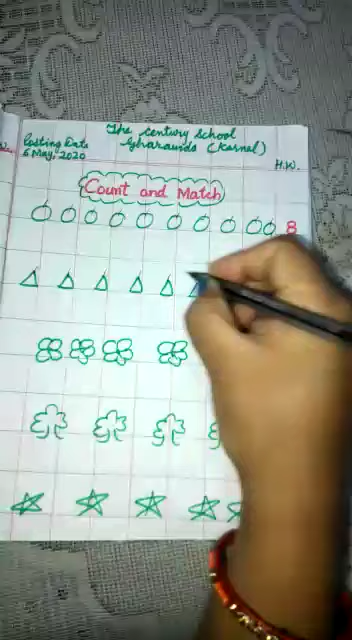 The Century School
Gharaunda (Karnal)
Posting Date
6 May, 2020
H.W.
Count and Match
8